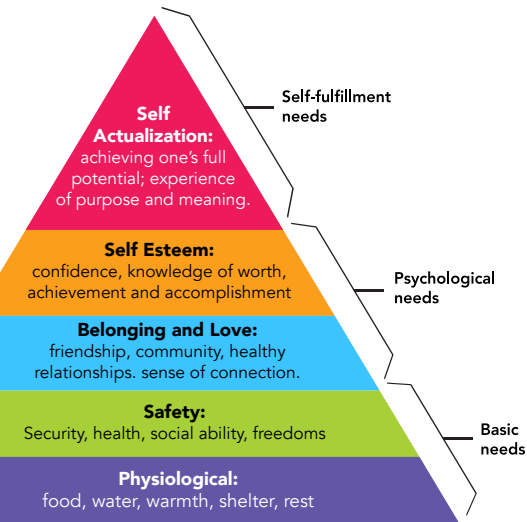 Self
Actualization:
achieving one's full
potential; experience
of purpose and meaning.
Self-fulfillment
needs
Self Esteem:
confidence, knowledge of worth,
achievement and accomplishment
Psychological
needs
Belonging and Love:
friendship, community, healthy
relationships. sense of connection.
Safety:
Security, health, social ability, freedoms
Basic
needs
Physiological:
food, water, warmth, shelter, rest